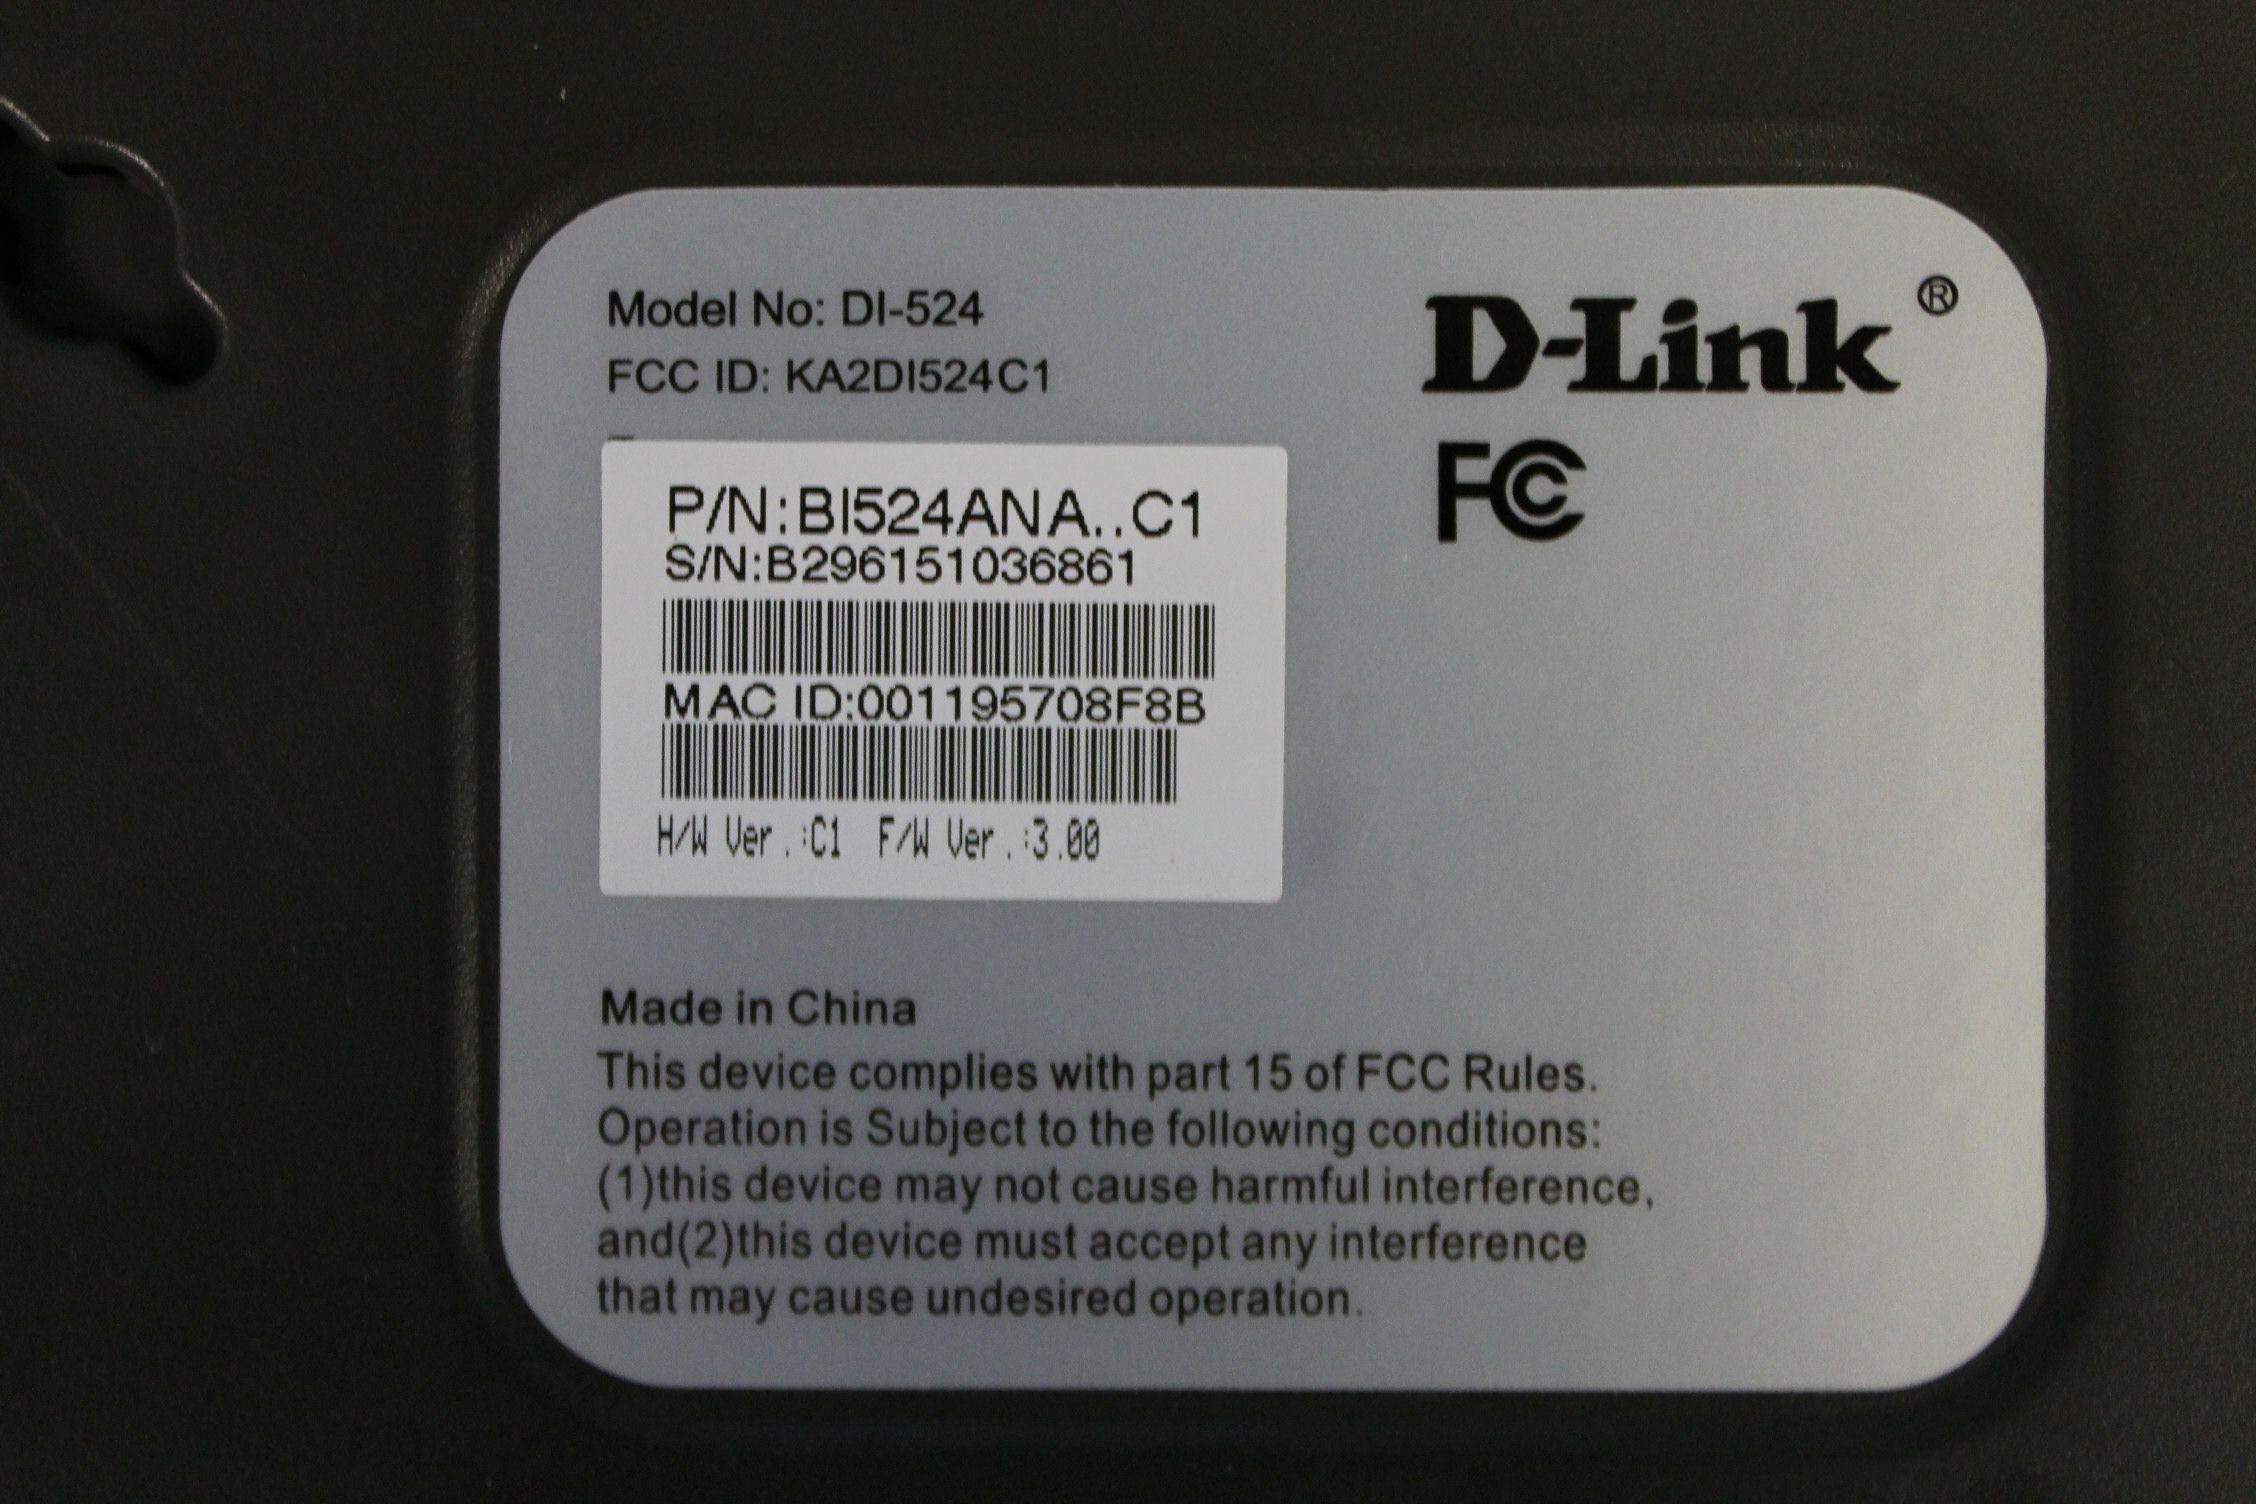 Model No: DI-524
FCC ID: KA2DI524C1
D-Link®
FCC
P/N:BI524ANA..C1
S/N:B296151036861
MAC ID:001195708F8B
H/W Ver.:C1 F/W Ver.:3.00
Made in China
This device complies with part 15 of FCC Rules.
Operation is Subject to the following conditions:
(1)this device may not cause harmful interference,
and(2)this device must accept any interference
that may cause undesired operation.